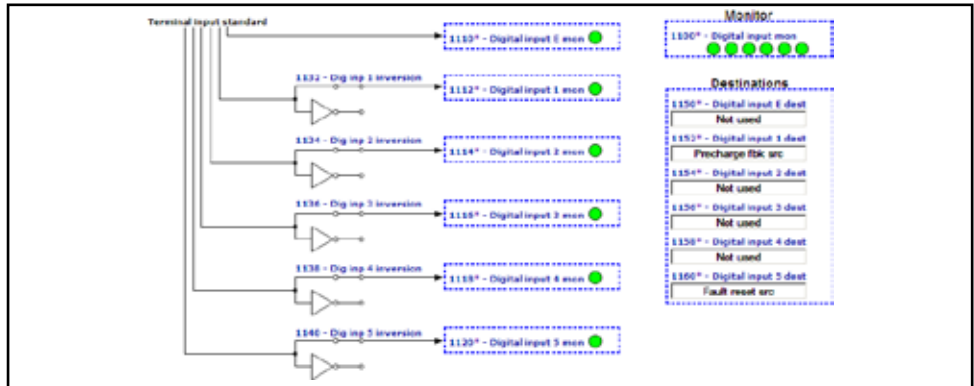 Terminal input standard
1110* - Digital input E mon
1132 - Dig inp 1 inversion
1112* - Digital input 1 mon
1134 - Dig inp 2 inversion
1114* - Digital input 2 mon
1136 - Dig inp 3 inversion
1116* - Digital input 3 mon
1138 - Dig inp 4 inversion
1118* - Digital input 4 mon
1140 - Dig inp 5 inversion
1120* - Digital input 5 mon
Monitor
1100* - Digital input mon
Destinations
1150* - Digital input E dest
Not used
1152* - Digital input 1 dest
Precharge fbk src
1154* - Digital input 2 dest
Not used
1156* - Digital input 3 dest
Not used
1158* - Digital input 4 dest
Not used
1160* - Digital input 5 dest
Fault reset src